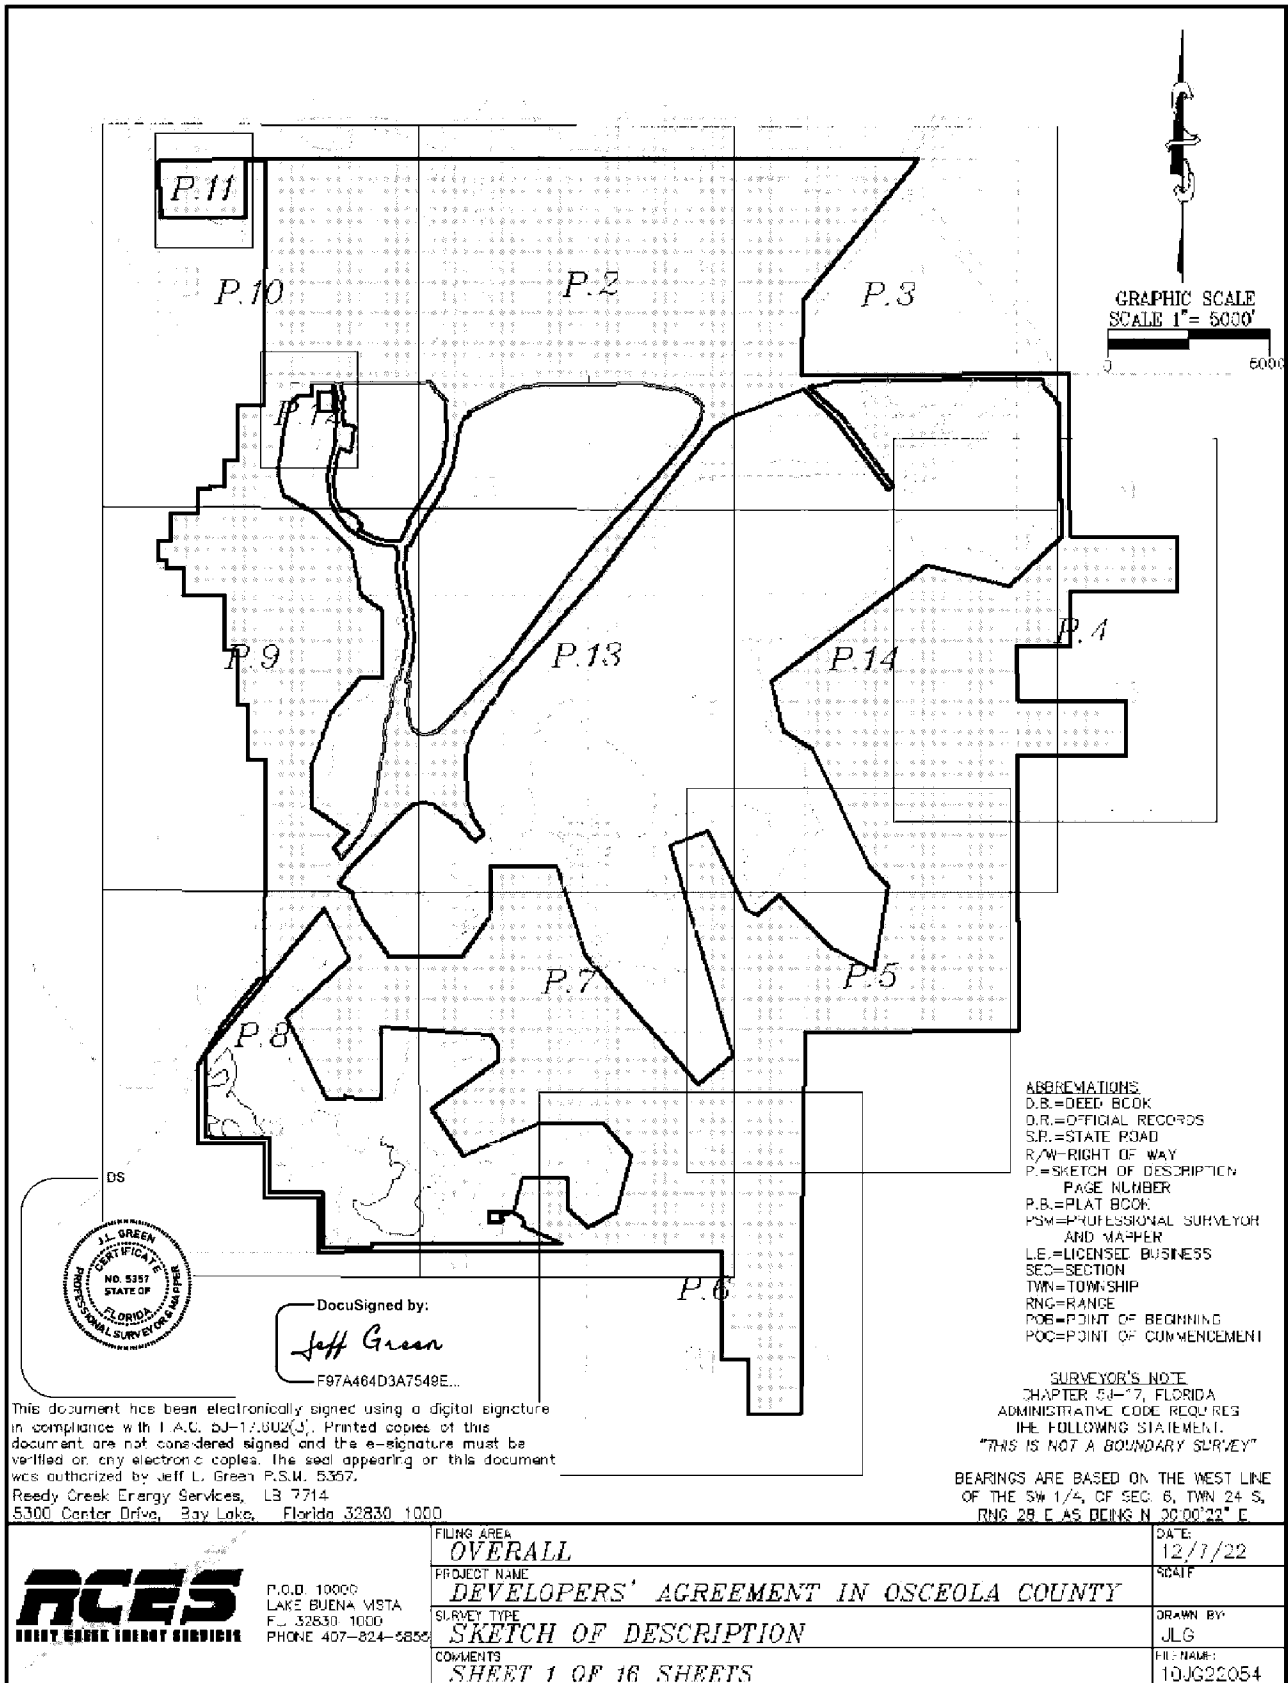 P.11
P.10
P.2
P.3
GRAPHIC SCALE
SCALE 1"= 5000'
0
5000
P.12
P.9
P.13
P.14
P.4
P.7
P.5
P.8
P.6
ABBREVIATIONS
D.B.=DEED BOOK
O.R.=OFFICIAL RECORDS
S.R.=STATE ROAD
R/W=RIGHT OF WAY
P.=SKETCH OF DESCRIPTION
PAGE NUMBER
P.B.=PLAT BOOK
PSM=PROFESSIONAL SURVEYOR
AND MAPPER
L.B.=LICENSED BUSINESS
SEC=SECTION
TWN=TOWNSHIP
RNG=RANGE
POB=POINT OF BEGINNING
POC=POINT OF COMMENCEMENT
DS
J.L. GREEN
CERTIFICATE
NO. 5357
STATE OF
FLORIDA
PROFESSIONAL SURVEYOR & MAPPER
DocuSigned by:
Jeff Green
F97A464D3A7549E...
SURVEYOR'S NOTE
CHAPTER 5J-17, FLORIDA
ADMINISTRATIVE CODE REQUIRES
THE FOLLOWING STATEMENT.
"THIS IS NOT A BOUNDARY SURVEY"
This document has been electronically signed using a digital signature
in compliance with F.A.C. 5J-17.602(3). Printed copies of this
document are not considered signed and the e-signature must be
verified on any electronic copies. The seal appearing on this document
was authorized by Jeff L. Green P.S.M. 5357.
Reedy Creek Energy Services, LB 7714
5300 Center Drive, Bay Lake, Florida 32830-1000
BEARINGS ARE BASED ON THE WEST LINE
OF THE SW 1/4, OF SEC. 6, TWN 24 S,
RNG 28 E AS BEING N 00°00'22" E
RCES
REEDY CREEK ENERGY SERVICES
P.O.B. 10000
LAKE BUENA VISTA
FL. 32830-1000
PHONE 407-824-5855
FILING AREA
OVERALL
PROJECT NAME
DEVELOPERS' AGREEMENT IN OSCEOLA COUNTY
SURVEY TYPE
SKETCH OF DESCRIPTION
COMMENTS
SHEET 1 OF 16 SHEETS
DATE:
12/7/22
SCALE
DRAWN BY:
JLG
FILENAME:
10JG22054